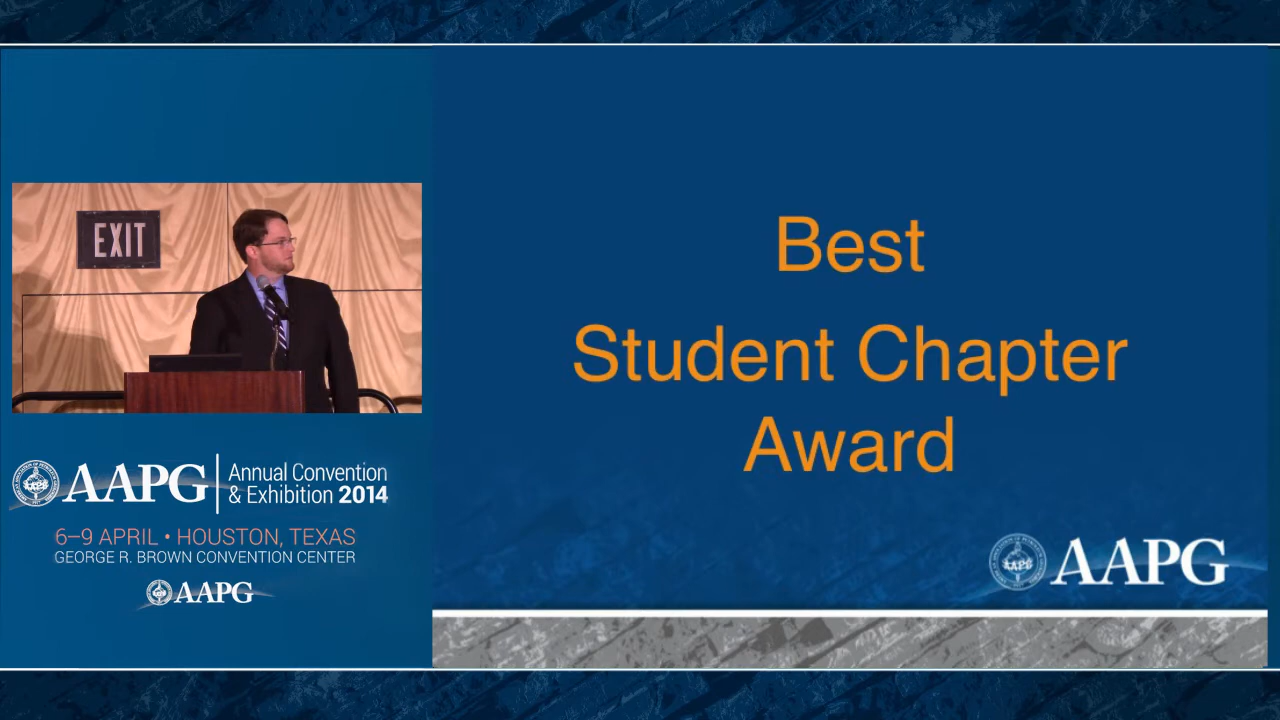 EXIT
AAPG
Annual Convention
& Exhibition 2014
6–9 APRIL • HOUSTON, TEXAS
GEORGE R. BROWN CONVENTION CENTER
AAPG
Best
Student Chapter
Award
AAPG